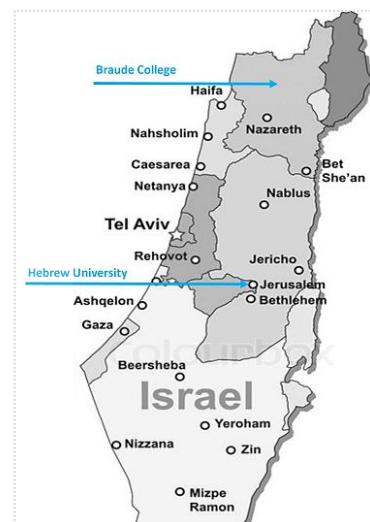 Braude College
Haifa
Nazareth
Nahsholim
Caesarea
Bet
She'an
Netanya
Nablus
Tel Aviv
Rehovot
Jericho
Hebrew University
Jerusalem
Bethlehem
Ashqelon
Gaza
colourbox
Beersheba
Israel
Yeroham
Nizzana
Zin
Mizpe
Ramon